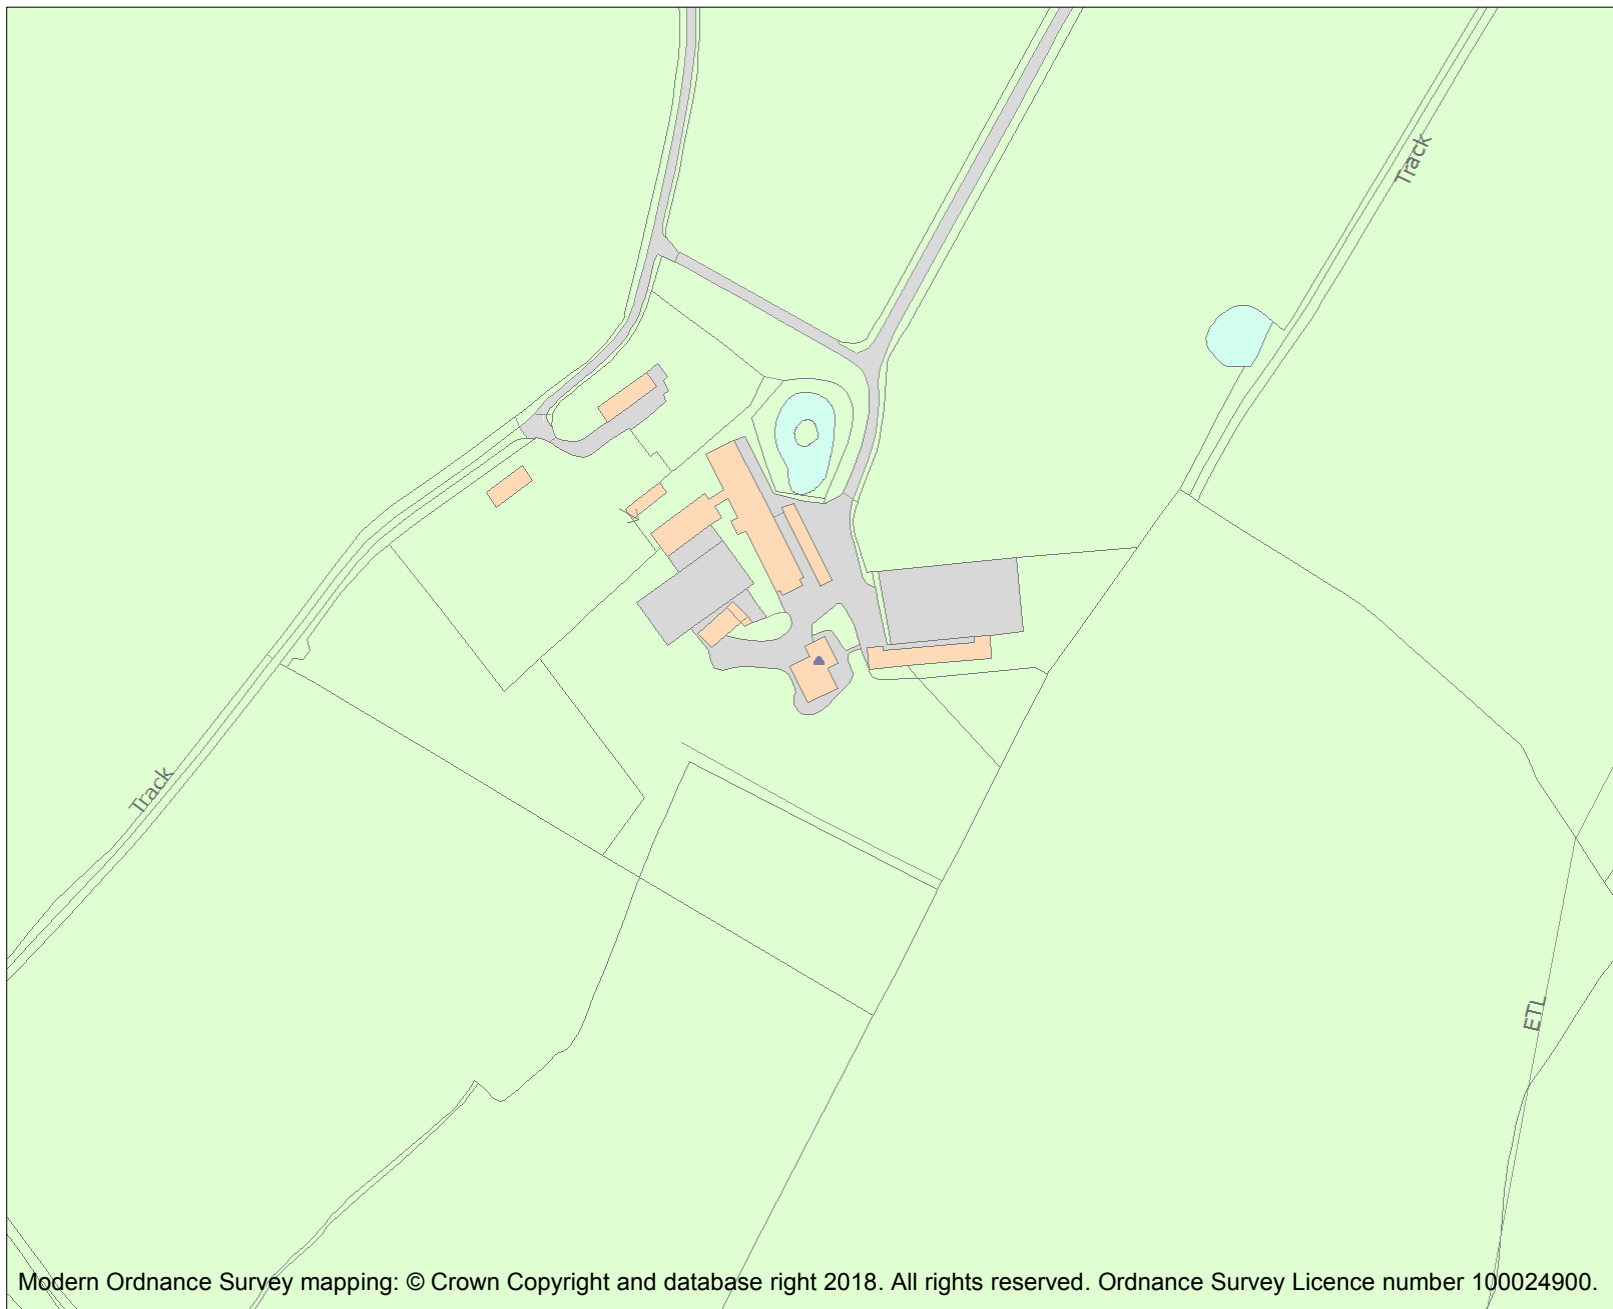 Track
Track
ETL
Modern Ordnance Survey mapping: © Crown Copyright and database right 2018. All rights reserved. Ordnance Survey Licence number 100024900.